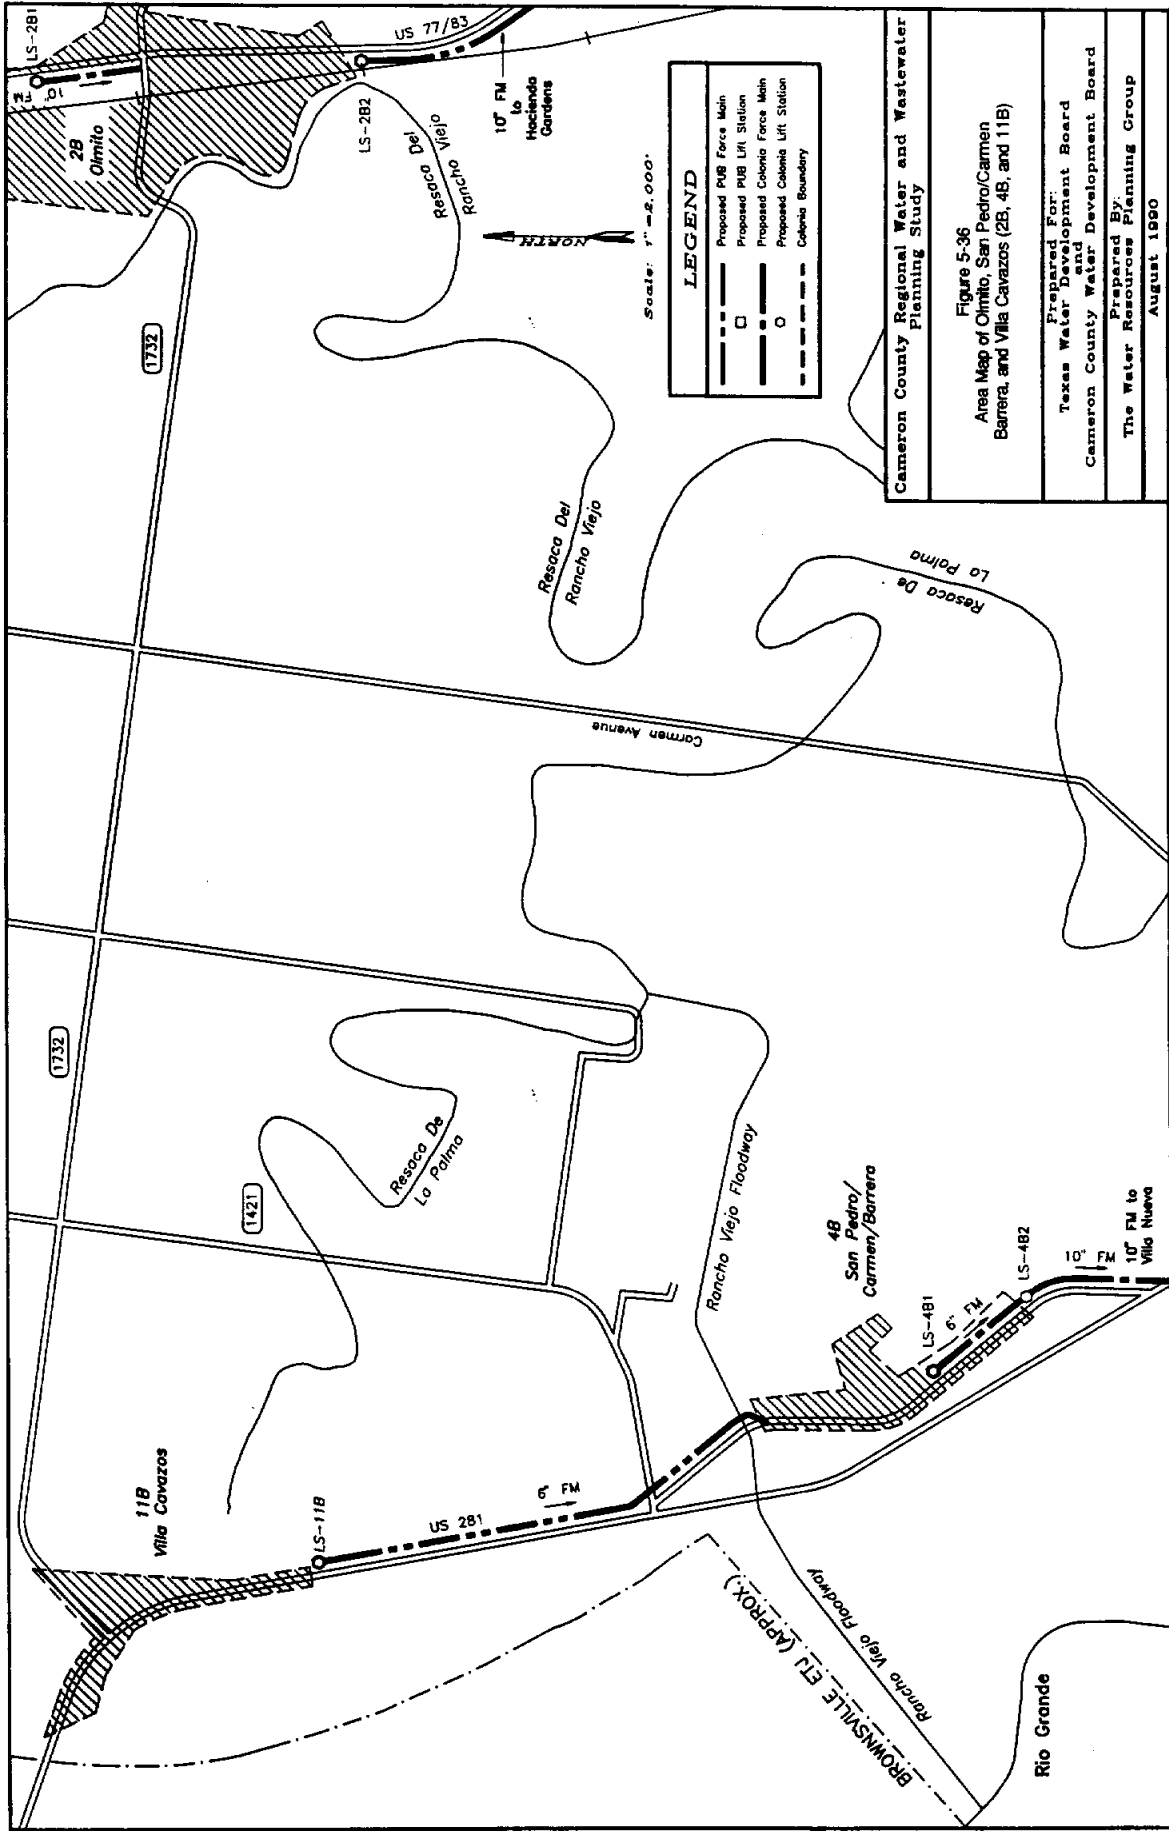 LS-2B1
10" FM
2B
Olmito
US 77/83
LS-2B2
10" FM
to
Hacienda
Gardens
Resaca Del
Rancho Viejo
1732
NORTH
Scale: 1"=2,000'
LEGEND
Proposed PUB Force Main
Proposed PUB Lift Station
Proposed Colonia Force Main
Proposed Colonia Lift Station
Colonia Boundary
Resaca Del
Rancho Viejo
Resaca De
La Palma
Carmen Avenue
1732
1421
Resaca De
La Palma
Rancho Viejo Floodway
4B
San Pedro/
Carmen/Barrera
LS-4B1
6" FM
LS-4B2
10" FM
10" FM to
Villa Nueva
11B
Villa Cavazos
LS-11B
US 281
6" FM
BROWNSVILLE ETJ (APPROX.)
Rancho Viejo Floodway
Rio Grande
Cameron County Regional Water and Wastewater
Planning Study
Figure 5-36
Area Map of Olmito, San Pedro/Carmen
Barrera, and Villa Cavazos (2B, 4B, and 11B)
Prepared For:
Texas Water Development Board
and
Cameron County Water Development Board
Prepared By:
The Water Resources Planning Group
August 1990